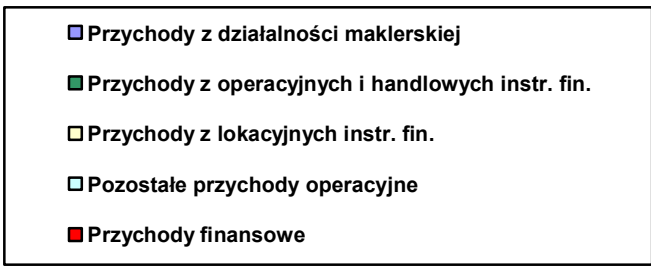 Przychody z działalności maklerskiej
Przychody z operacyjnych i handlowych instr. fin.
Przychody z lokacyjnych instr. fin.
Pozostałe przychody operacyjne
Przychody finansowe